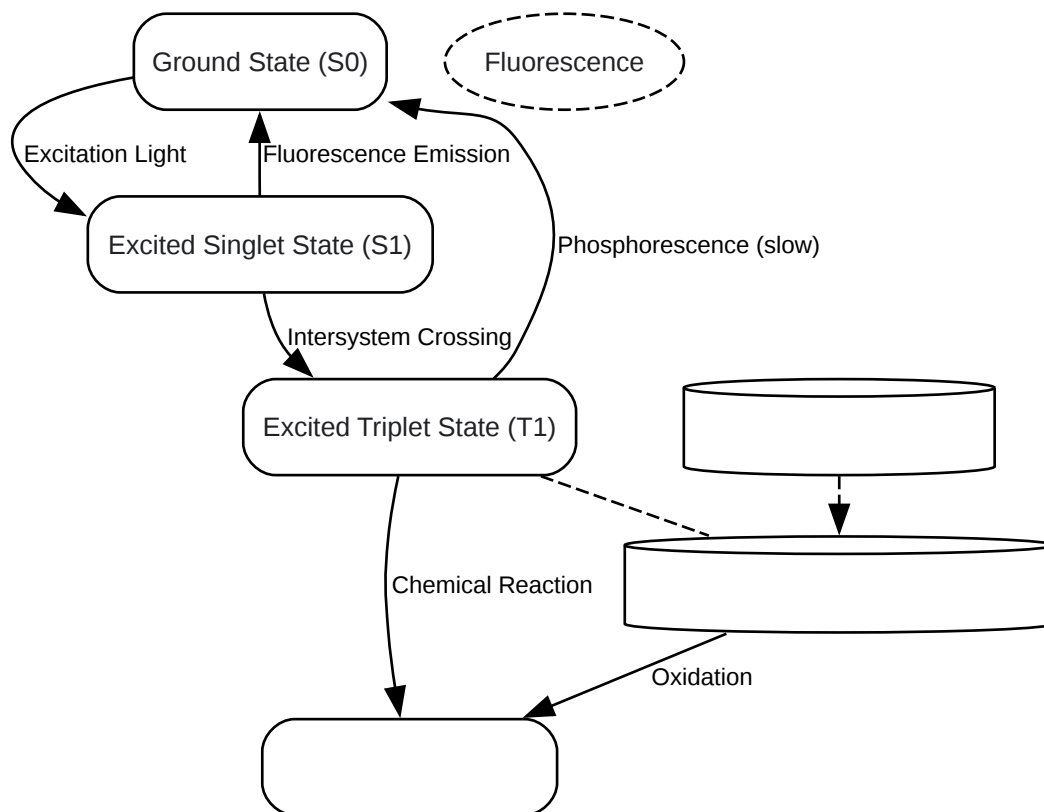 Ground State (S0)
Fluorescence
Excitation Light
Fluorescence Emission
Excited Singlet State (S1)
Phosphorescence (slow)
Intersystem Crossing
Excited Triplet State (T1)
Chemical Reaction
Oxidation